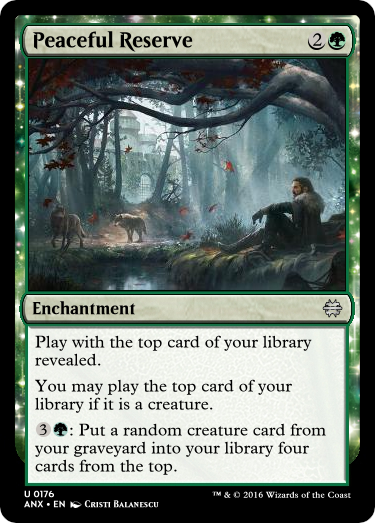 Peaceful Reserve 2
Enchantment
Play with the top card of your library
revealed.
You may play the top card of your
library if it is a creature.
3 : Put a random creature card from
your graveyard into your library four
cards from the top.
U 0176
ANX • EN Cristi Balanescu
™ & © 2016 Wizards of the Coast